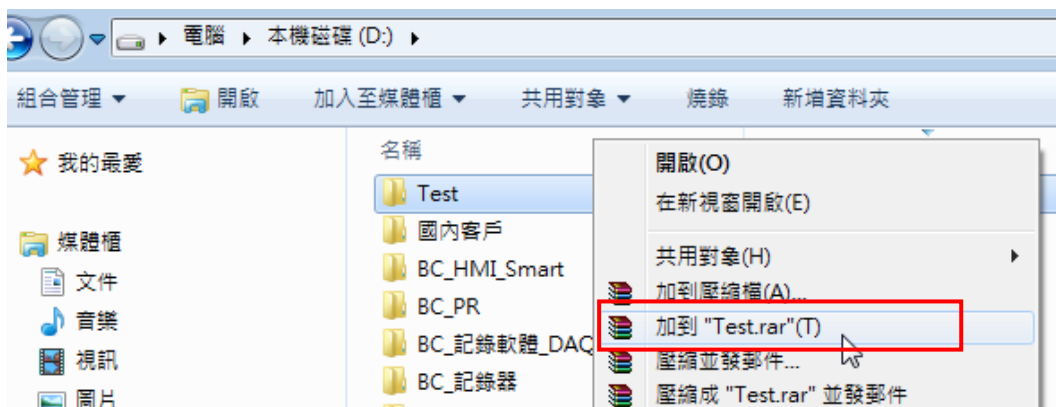 電腦 ▸ 本機磁碟 (D:) ▸
組合管理 ▼ 開啟 加入至媒體櫃 ▼ 共用對象 ▼ 燒錄 新增資料夾
我的最愛
媒體櫃
文件
音樂
視訊
圖片
名稱
Test
國內客戶
BC_HMI_Smart
BC_PR
BC_記錄軟體_DAQ
BC_記錄器
開啟(O)
在新視窗開啟(E)
共用對象(H)
加到壓縮檔(A)...
加到 "Test.rar"(T)
壓縮並發郵件...
壓縮成 "Test.rar" 並發郵件